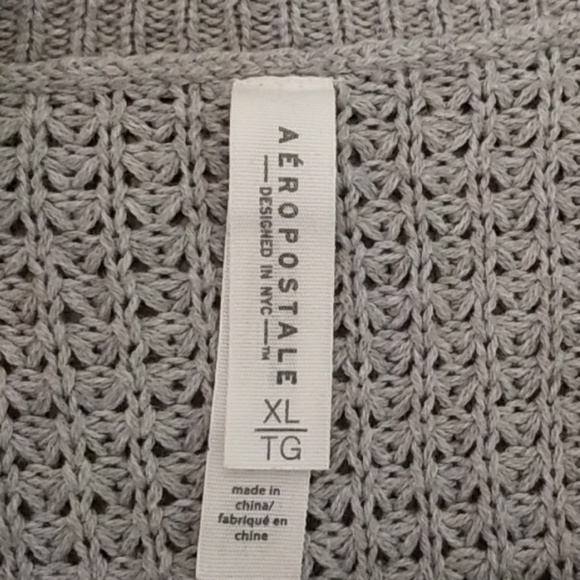 AÉROPOSTALE
— DESIGNED IN NYC —™
XL
TG
made in
china/
fabriqué en
chine